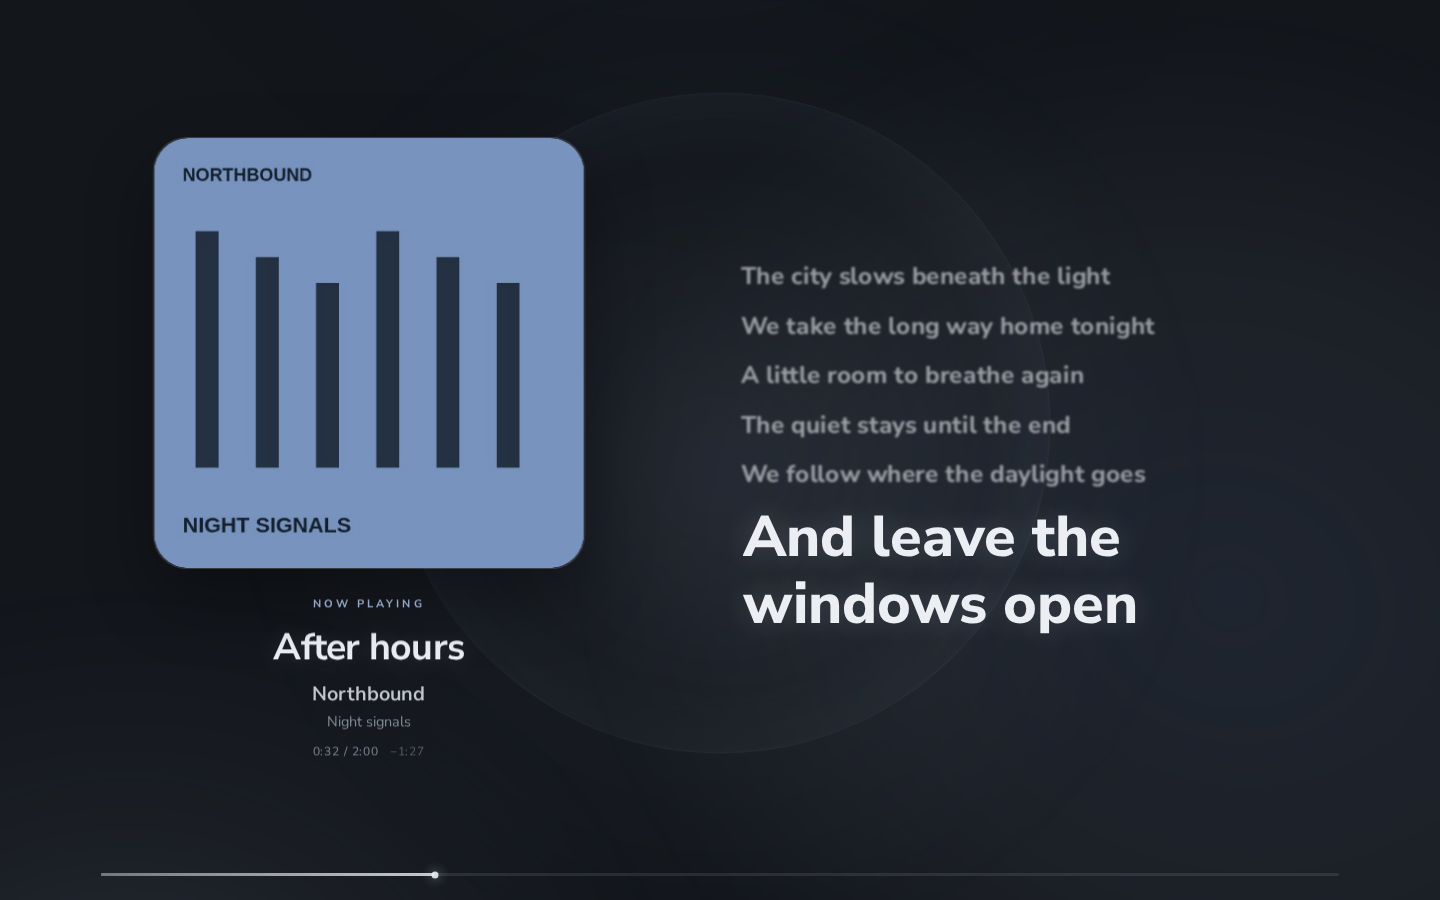 NORTHBOUND
NIGHT SIGNALS
NOW PLAYING
After hours
Northbound
Night signals
0:32 / 2:00 −1:27
The city slows beneath the light
We take the long way home tonight
A little room to breathe again
The quiet stays until the end
We follow where the daylight goes
And leave the
windows open